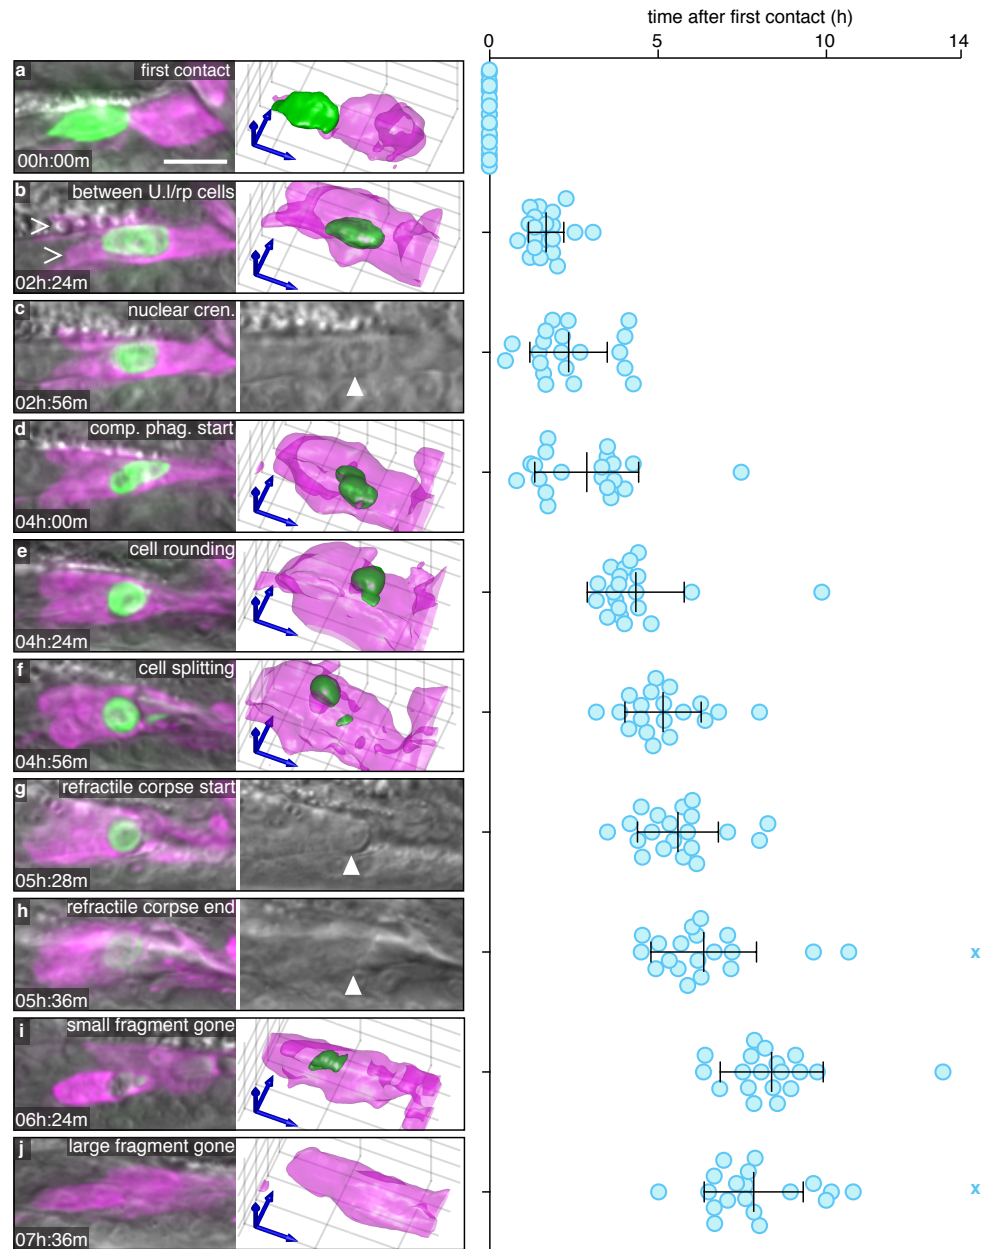 time after first contact (h)
0 5 10 14
a first contact
00h:00m
b between U.l/rp cells
02h:24m
c nuclear cren.
02h:56m
d comp. phag. start
04h:00m
e cell rounding
04h:24m
f cell splitting
04h:56m
g refractile corpse start
05h:28m
h refractile corpse end
05h:36m
x
i small fragment gone
06h:24m
j large fragment gone
07h:36m
x